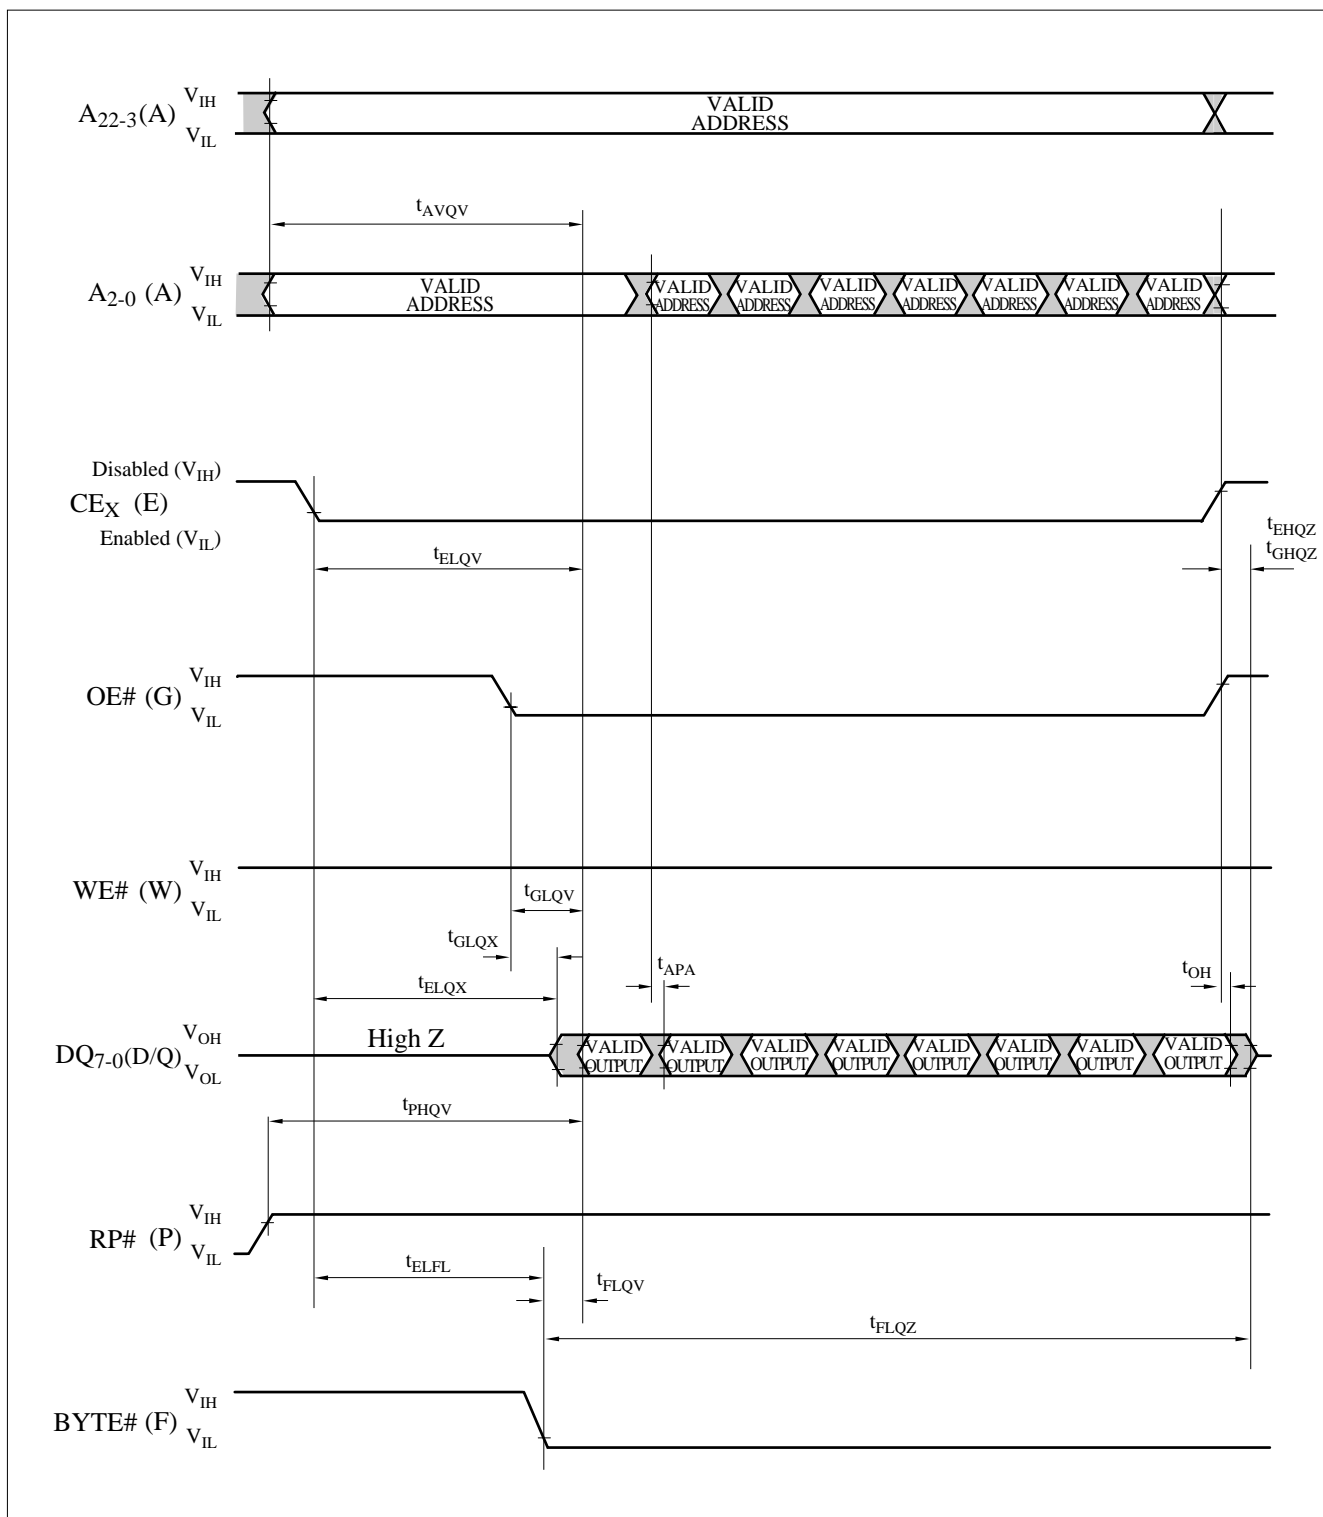 A22-3(A) VIH
VIL
VALID
ADDRESS
tAVQV
A2-0 (A) VIH
VIL
VALID
ADDRESS
VALID
ADDRESS
VALID
ADDRESS
VALID
ADDRESS
VALID
ADDRESS
VALID
ADDRESS
VALID
ADDRESS
VALID
ADDRESS
Disabled (VIH)
CEX (E)
Enabled (VIL)
tELQV
tEHQZ
tGHQZ
OE# (G) VIH
VIL
WE# (W) VIH
VIL
tGLQV
tGLQX
tELQX
tAPA
tOH
DQ7-0(D/Q) VOH
VOL
High Z
VALID
OUTPUT
VALID
OUTPUT
VALID
OUTPUT
VALID
OUTPUT
VALID
OUTPUT
VALID
OUTPUT
VALID
OUTPUT
VALID
OUTPUT
tPHQV
RP# (P) VIH
VIL
tELFL
tFLQV
tFLQZ
BYTE# (F) VIH
VIL